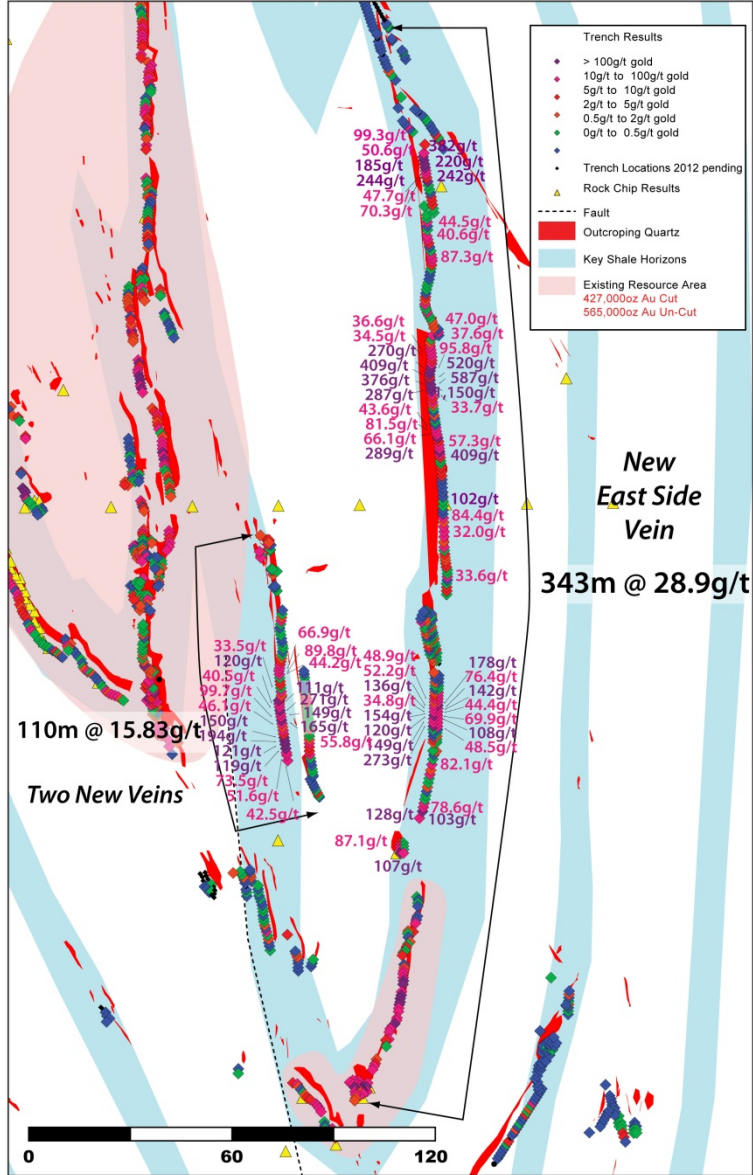 Trench Results
> 100g/t gold
10g/t to 100g/t gold
5g/t to 10g/t gold
2g/t to 5g/t gold
0.5g/t to 2g/t gold
0g/t to 0.5g/t gold
Trench Locations 2012 pending
Rock Chip Results
Fault
Outcroping Quartz
Key Shale Horizons
Existing Resource Area
427,000oz Au Cut
565,000oz Au Un-Cut
99.3g/t
50.6g/t
185g/t
244g/t
47.7g/t
70.3g/t
382g/t
220g/t
242g/t
44.5g/t
40.6g/t
87.3g/t
36.6g/t
34.5g/t
270g/t
409g/t
376g/t
287g/t
43.6g/t
81.5g/t
66.1g/t
289g/t
47.0g/t
37.6g/t
95.8g/t
520g/t
587g/t
1,150g/t
33.7g/t
57.3g/t
409g/t
102g/t
84.4g/t
32.0g/t
33.6g/t
New
East Side
Vein
343m @ 28.9g/t
33.5g/t
120g/t
40.5g/t
99.7g/t
46.1g/t
150g/t
194g/t
121g/t
119g/t
73.5g/t
51.6g/t
42.5g/t
66.9g/t
89.8g/t
44.2g/t
111g/t
271g/t
149g/t
165g/t
55.8g/t
110m @ 15.83g/t
Two New Veins
48.9g/t
52.2g/t
136g/t
34.8g/t
154g/t
120g/t
149g/t
273g/t
178g/t
76.4g/t
142g/t
44.4g/t
69.9g/t
108g/t
48.5g/t
82.1g/t
128g/t
78.6g/t
103g/t
87.1g/t
107g/t
0 60 120